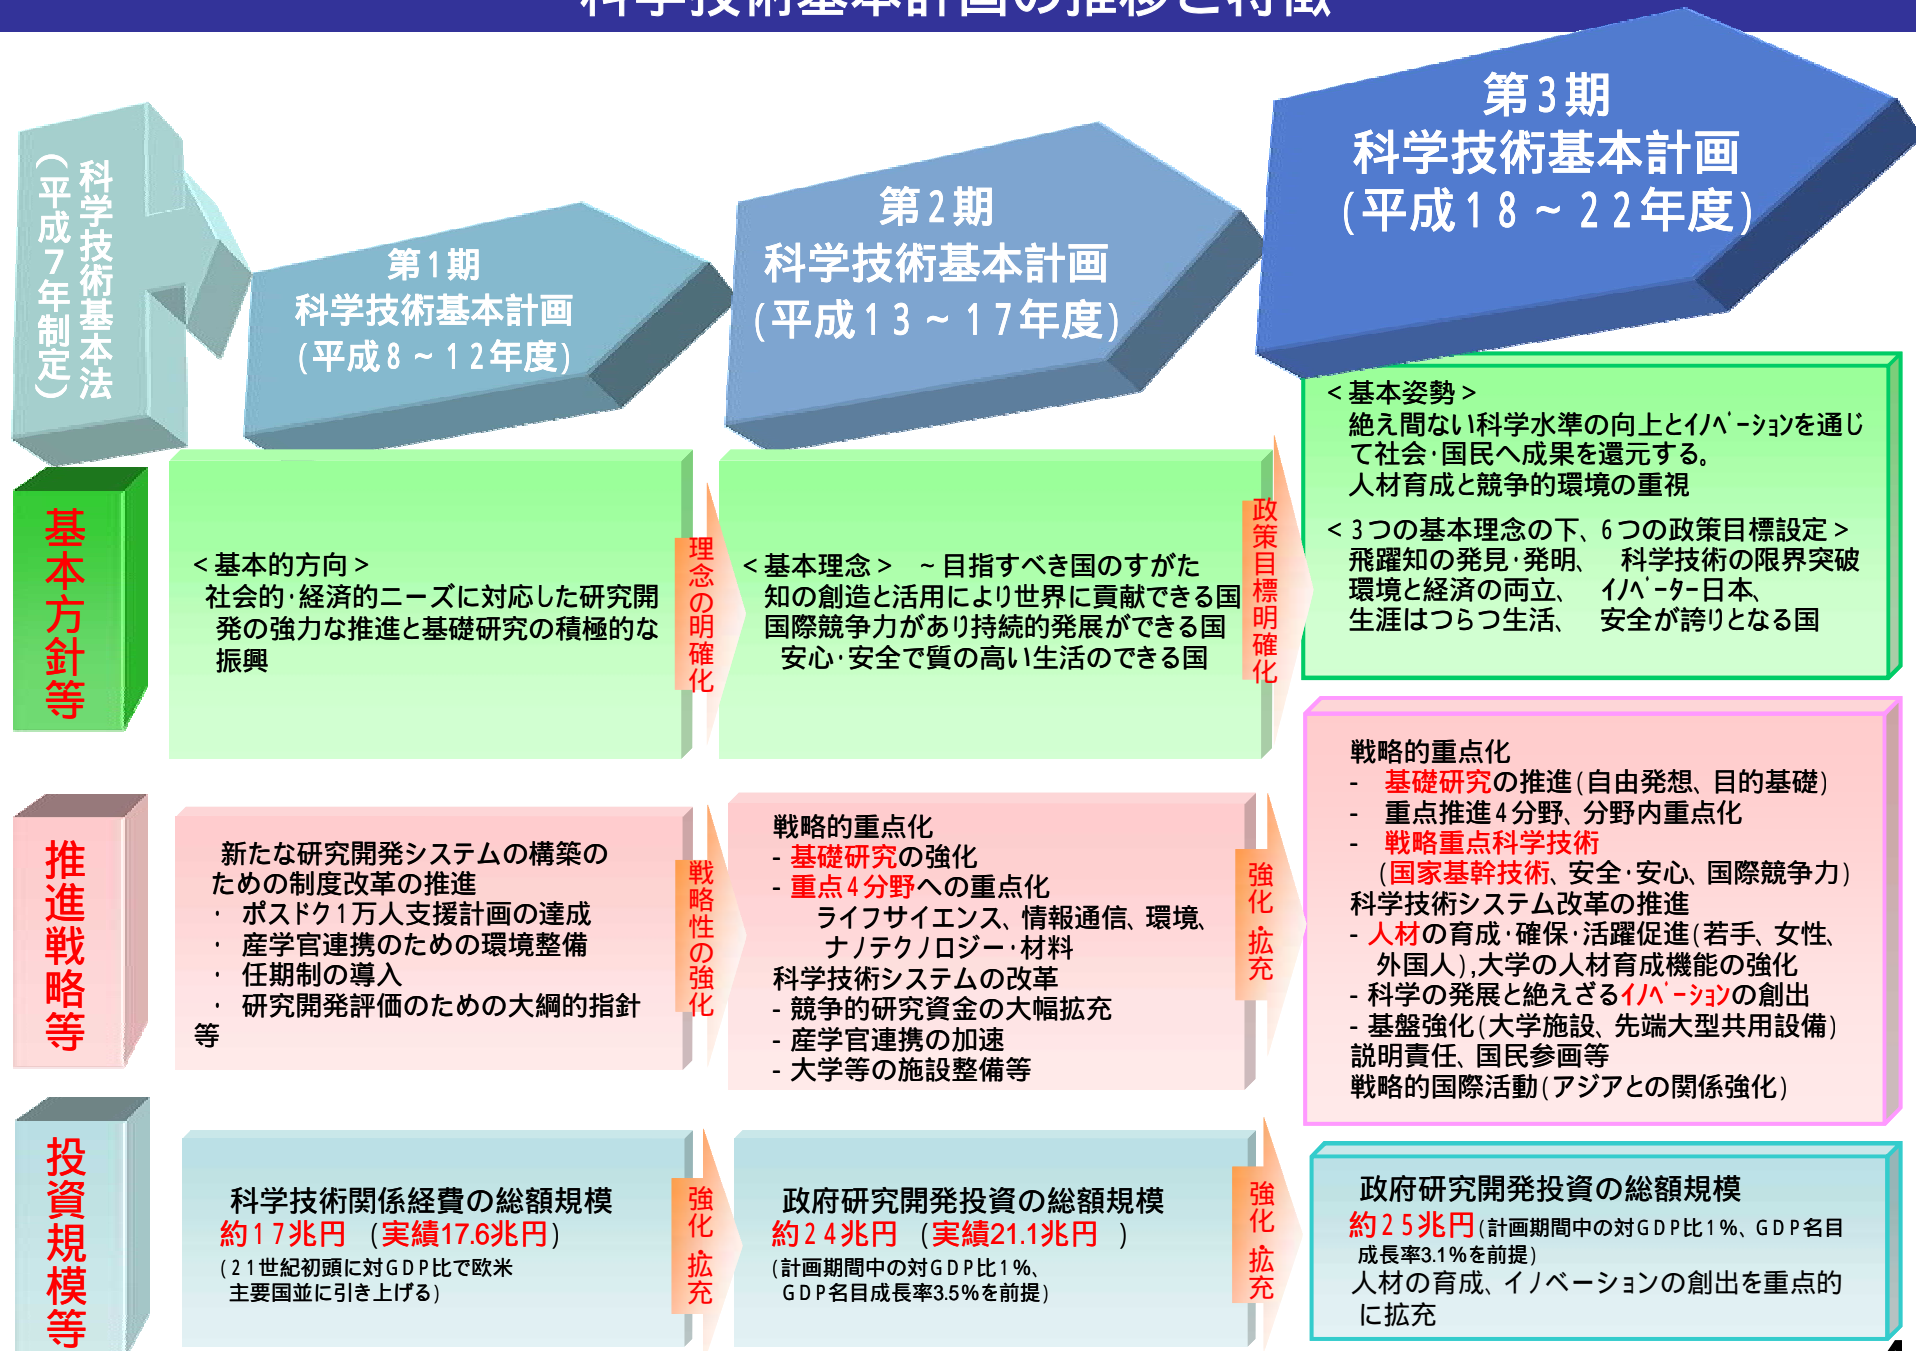 科学技術基本計画の推移と特徴
科学技術基本法
(平成7年制定)
第1期
科学技術基本計画
(平成8~12年度)
第2期
科学技術基本計画
(平成13~17年度)
第3期
科学技術基本計画
(平成18~22年度)
基本方針等
<基本的方向>
社会的・経済的ニーズに対応した研究開
発の強力な推進と基礎研究の積極的な
振興
理念の明確化
<基本理念> ~目指すべき国のすがた
知の創造と活用により世界に貢献できる国
国際競争力があり持続的発展ができる国
安心・安全で質の高い生活のできる国
政策目標明確化
<基本姿勢>
絶え間ない科学水準の向上とイノベーションを通じ
て社会・国民へ成果を還元する。
人材育成と競争的環境の重視
<3つの基本理念の下、6つの政策目標設定>
飛躍知の発見・発明、 科学技術の限界突破
環境と経済の両立、 イノベーター日本、
生涯はつらつ生活、 安全が誇りとなる国
推進戦略等
新たな研究開発システムの構築の
ための制度改革の推進
・ ポスドク1万人支援計画の達成
・ 産学官連携のための環境整備
・ 任期制の導入
・ 研究開発評価のための大綱的指針
等
戦略性の強化
戦略的重点化
- 基礎研究の強化
- 重点4分野への重点化
ライフサイエンス、情報通信、環境、
ナノテクノロジー・材料
科学技術システムの改革
- 競争的研究資金の大幅拡充
- 産学官連携の加速
- 大学等の施設整備等
強化・拡充
戦略的重点化
- 基礎研究の推進(自由発想、目的基礎)
- 重点推進4分野、分野内重点化
- 戦略重点科学技術
(国家基幹技術、安全・安心、国際競争力)
科学技術システム改革の推進
- 人材の育成・確保・活躍促進(若手、女性、
外国人),大学の人材育成機能の強化
- 科学の発展と絶えざるイノベーションの創出
- 基盤強化(大学施設、先端大型共用設備)
説明責任、国民参画等
戦略的国際活動(アジアとの関係強化)
投資規模等
科学技術関係経費の総額規模
約17兆円 (実績17.6兆円)
(21世紀初頭に対GDP比で欧米
主要国並に引き上げる)
強化・拡充
政府研究開発投資の総額規模
約24兆円 (実績21.1兆円 )
(計画期間中の対GDP比1%、
GDP名目成長率3.5%を前提)
強化・拡充
政府研究開発投資の総額規模
約25兆円(計画期間中の対GDP比1%、GDP名目
成長率3.1%を前提)
人材の育成、イノベーションの創出を重点的
に拡充